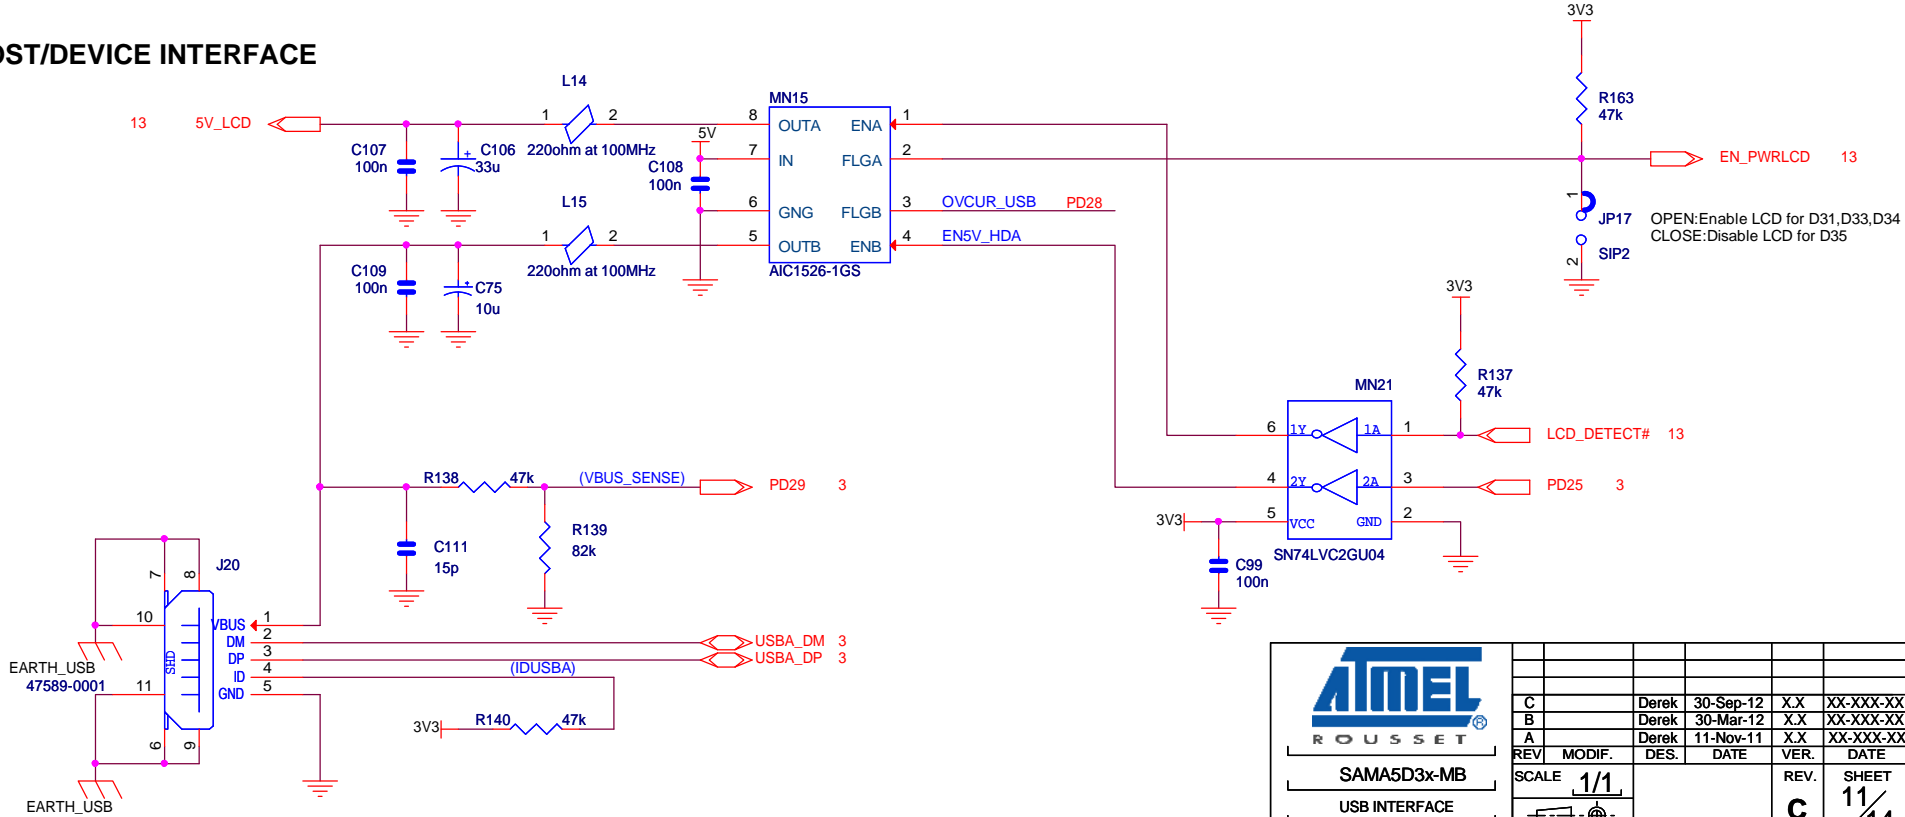 OST/DEVICE INTERFACE
3V3
R163
47k
EN_PWRLCD 13
1
JP17
OPEN:Enable LCD for D31,D33,D34
CLOSE:Disable LCD for D35
SIP2
2
13 5V_LCD
L14
1 2
220ohm at 100MHz
C107
100n
+
C106
33u
5V
C108
100n
MN15
8 OUTA ENA 1
7 IN FLGA 2
6 GNG FLGB 3
5 OUTB ENB 4
AIC1526-1GS
OVCUR_USB PD28
EN5V_HDA
L15
1 2
220ohm at 100MHz
C109
100n
+
C75
10u
3V3
R137
47k
MN21
6 1Y 1A 1
4 2Y 2A 3
5 VCC GND 2
SN74LVC2GU04
LCD_DETECT# 13
PD25 3
3V3
C99
100n
R138 47k (VBUS_SENSE) PD29 3
R139
82k
C111
15p
J20
7 8
10
VBUS 1
DM 2
DP 3
ID 4
GND 5
SHD
11
6 9
EARTH_USB
47589-0001
EARTH_USB
USBA_DM 3
USBA_DP 3
(IDUSBA)
3V3 R140 47k
ATMEL
®
ROUSSET
SAMA5D3x-MB
USB INTERFACE
C Derek 30-Sep-12 X.X XX-XXX-XX
B Derek 30-Mar-12 X.X XX-XXX-XX
A Derek 11-Nov-11 X.X XX-XXX-XX
REV MODIF. DES. DATE VER. DATE
SCALE 1/1
REV.
C
SHEET
11/14